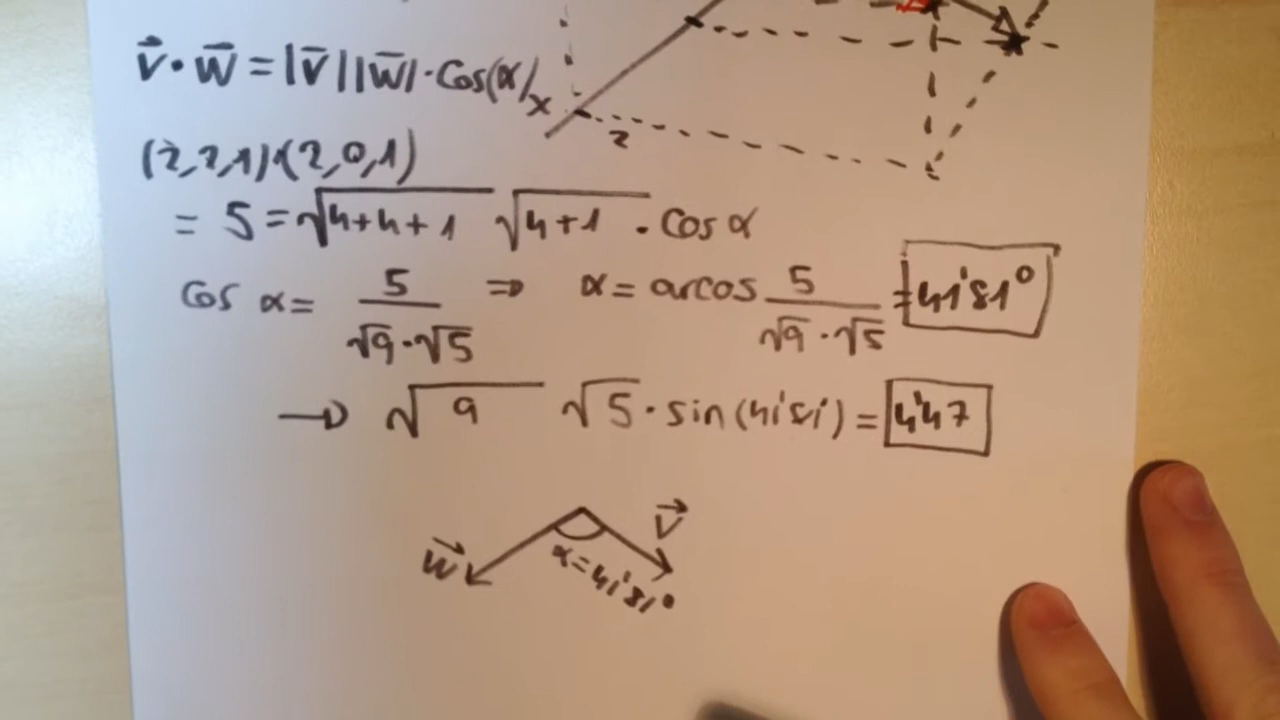 v⃗ · w⃗ = |v̅||w̅| · Cos(α)
x
2
(2,2,1)·(2,0,1)
= 5 = √(4+4+1) √(4+1) · Cos α
Cos α = 5/(√9·√5) ⇒ α = arcos 5/(√9·√5) = 41'81°
→ √9 √5 · sin(41'81) = 4'47
v⃗
w⃗
α=41'81°